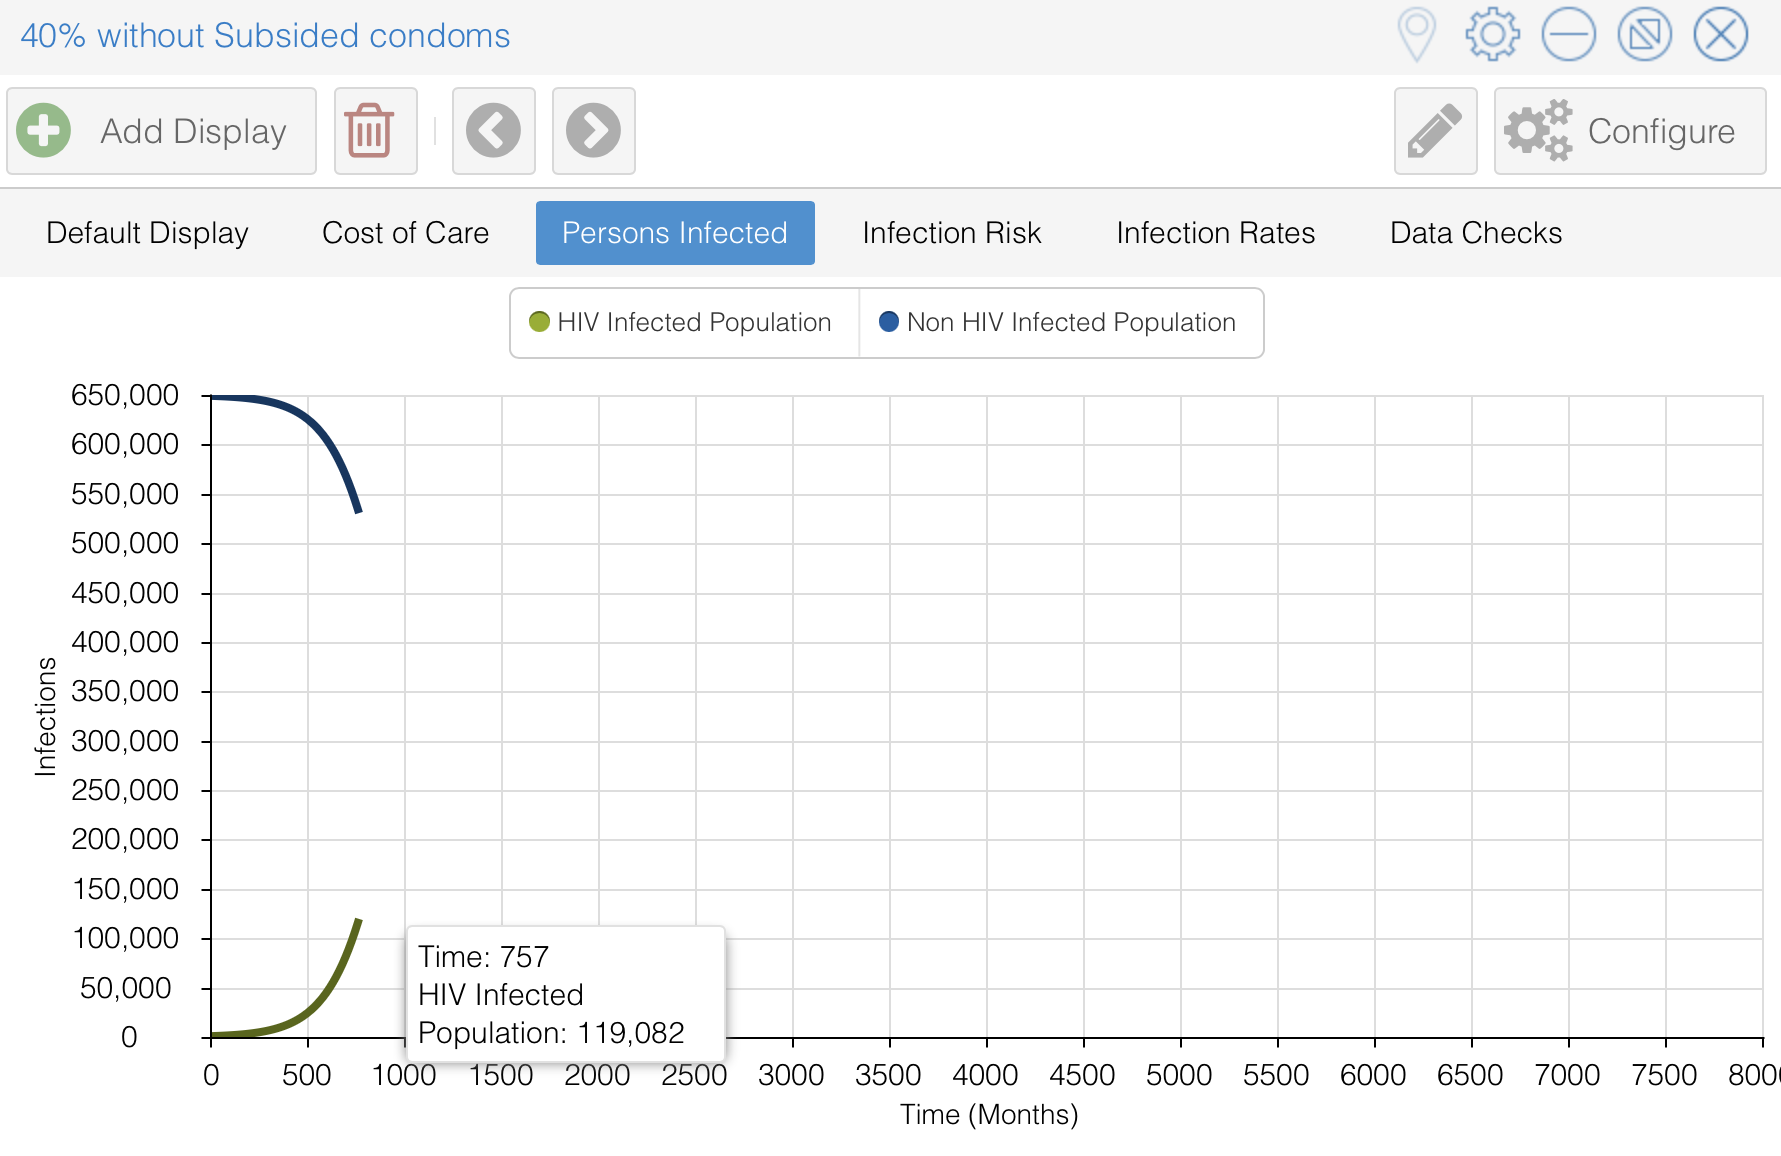 40% without Subsided condoms
Add Display
Configure
Default Display Cost of Care Persons Infected Infection Risk Infection Rates Data Checks
HIV Infected Population Non HIV Infected Population
650,000
600,000
550,000
500,000
450,000
400,000
350,000
300,000
250,000
200,000
150,000
100,000
50,000
0
Infections
Time: 757
HIV Infected
Population: 119,082
0 500 1000 1500 2000 2500 3000 3500 4000 4500 5000 5500 6000 6500 7000 7500 800
Time (Months)